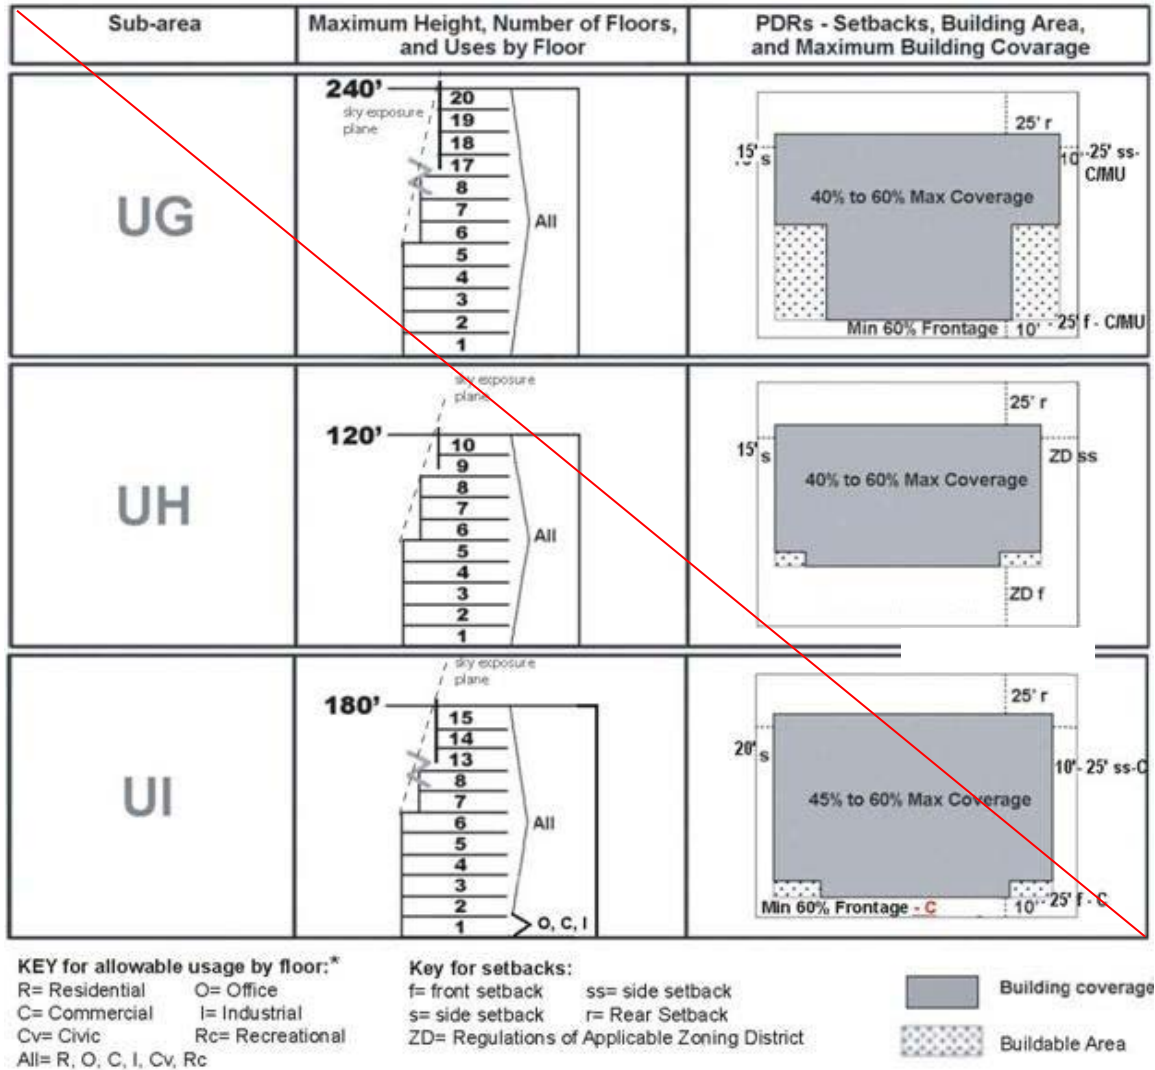 Sub-area
Maximum Height, Number of Floors,
and Uses by Floor
PDRs - Setbacks, Building Area,
and Maximum Building Covarage
UG
240’
sky exposure
plane
20
19
18
17
8
7
6
5
4
3
2
1
All
25' r
15'
s
10'-25' ss-
C/MU
40% to 60% Max Coverage
Min 60% Frontage
10' - 25' f - C/MU
UH
sky exposure
plane
120’
10
9
8
7
6
5
4
3
2
1
All
25' r
15'
s
ZD ss
40% to 60% Max Coverage
ZD f
UI
sky exposure
plane
180’
15
14
13
8
7
6
5
4
3
2
1
All
O, C, I
25' r
20'
s
10'- 25' ss-C
45% to 60% Max Coverage
Min 60% Frontage - C
10' - 25' f - C
KEY for allowable usage by floor:*
R= Residential O= Office
C= Commercial I= Industrial
Cv= Civic Rc= Recreational
All= R, O, C, I, Cv, Rc
Key for setbacks:
f= front setback ss= side setback
s= side setback r= Rear Setback
ZD= Regulations of Applicable Zoning District
Building coverage
Buildable Area